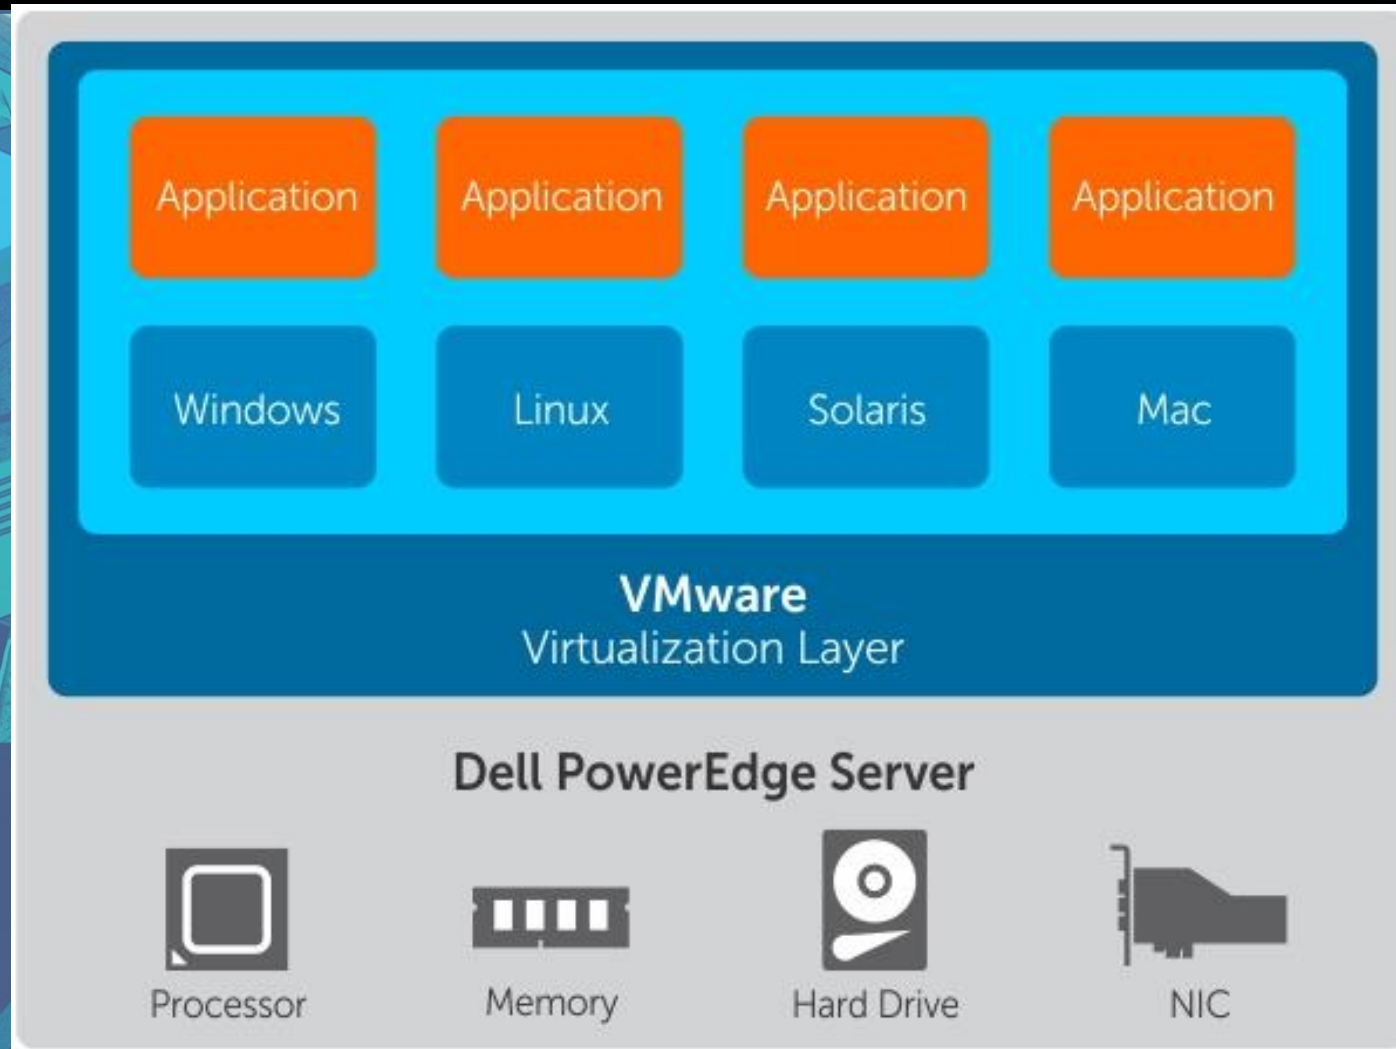 Application Application Application Application
Windows Linux Solaris Mac
VMware
Virtualization Layer
Dell PowerEdge Server
Processor Memory Hard Drive NIC